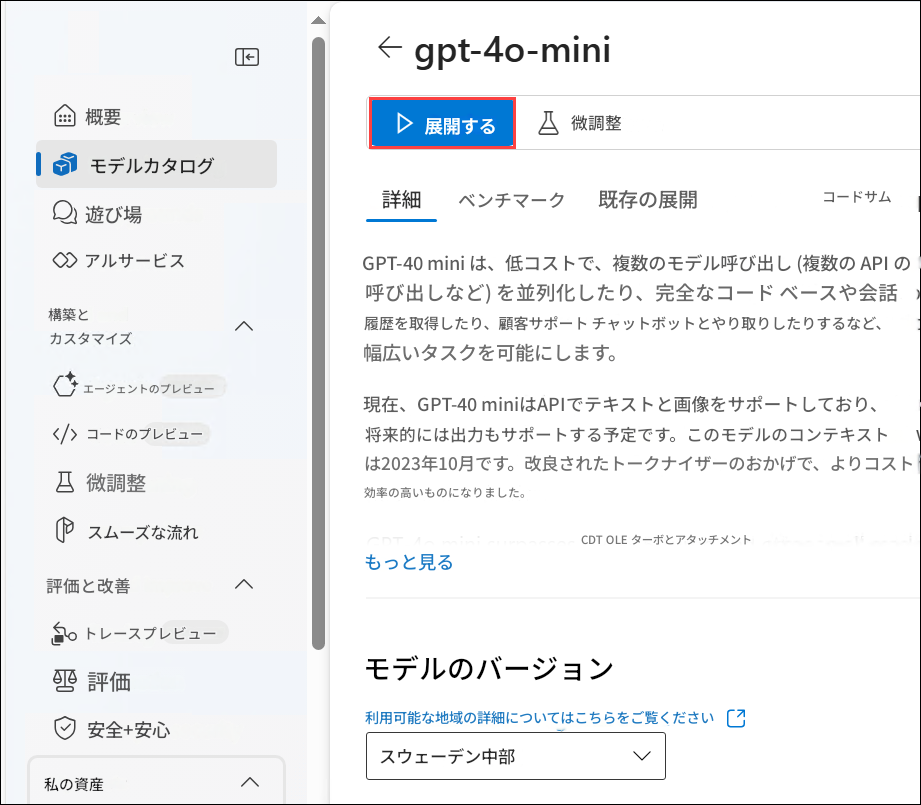 概要
モデルカタログ
遊び場
アルサービス
構築と
カスタマイズ
エージェントのプレビュー
コードのプレビュー
微調整
スムーズな流れ
評価と改善
トレースプレビュー
評価
安全+安心
私の資産
gpt-4o-mini
展開する
微調整
詳細
ベンチマーク
既存の展開
コードサム
GPT-40 mini は、低コストで、複数のモデル呼び出し (複数の API の
呼び出しなど) を並列化したり、完全なコード ベースや会話
履歴を取得したり、顧客サポート チャットボットとやり取りしたりするなど、
幅広いタスクを可能にします。
現在、GPT-40 miniはAPIでテキストと画像をサポートしており、
将来的には出力もサポートする予定です。このモデルのコンテキスト
は2023年10月です。改良されたトークナイザーのおかげで、よりコスト
効率の高いものになりました。
CDT OLE ターボとアタッチメント
もっと見る
モデルのバージョン
利用可能な地域の詳細についてはこちらをご覧ください
スウェーデン中部